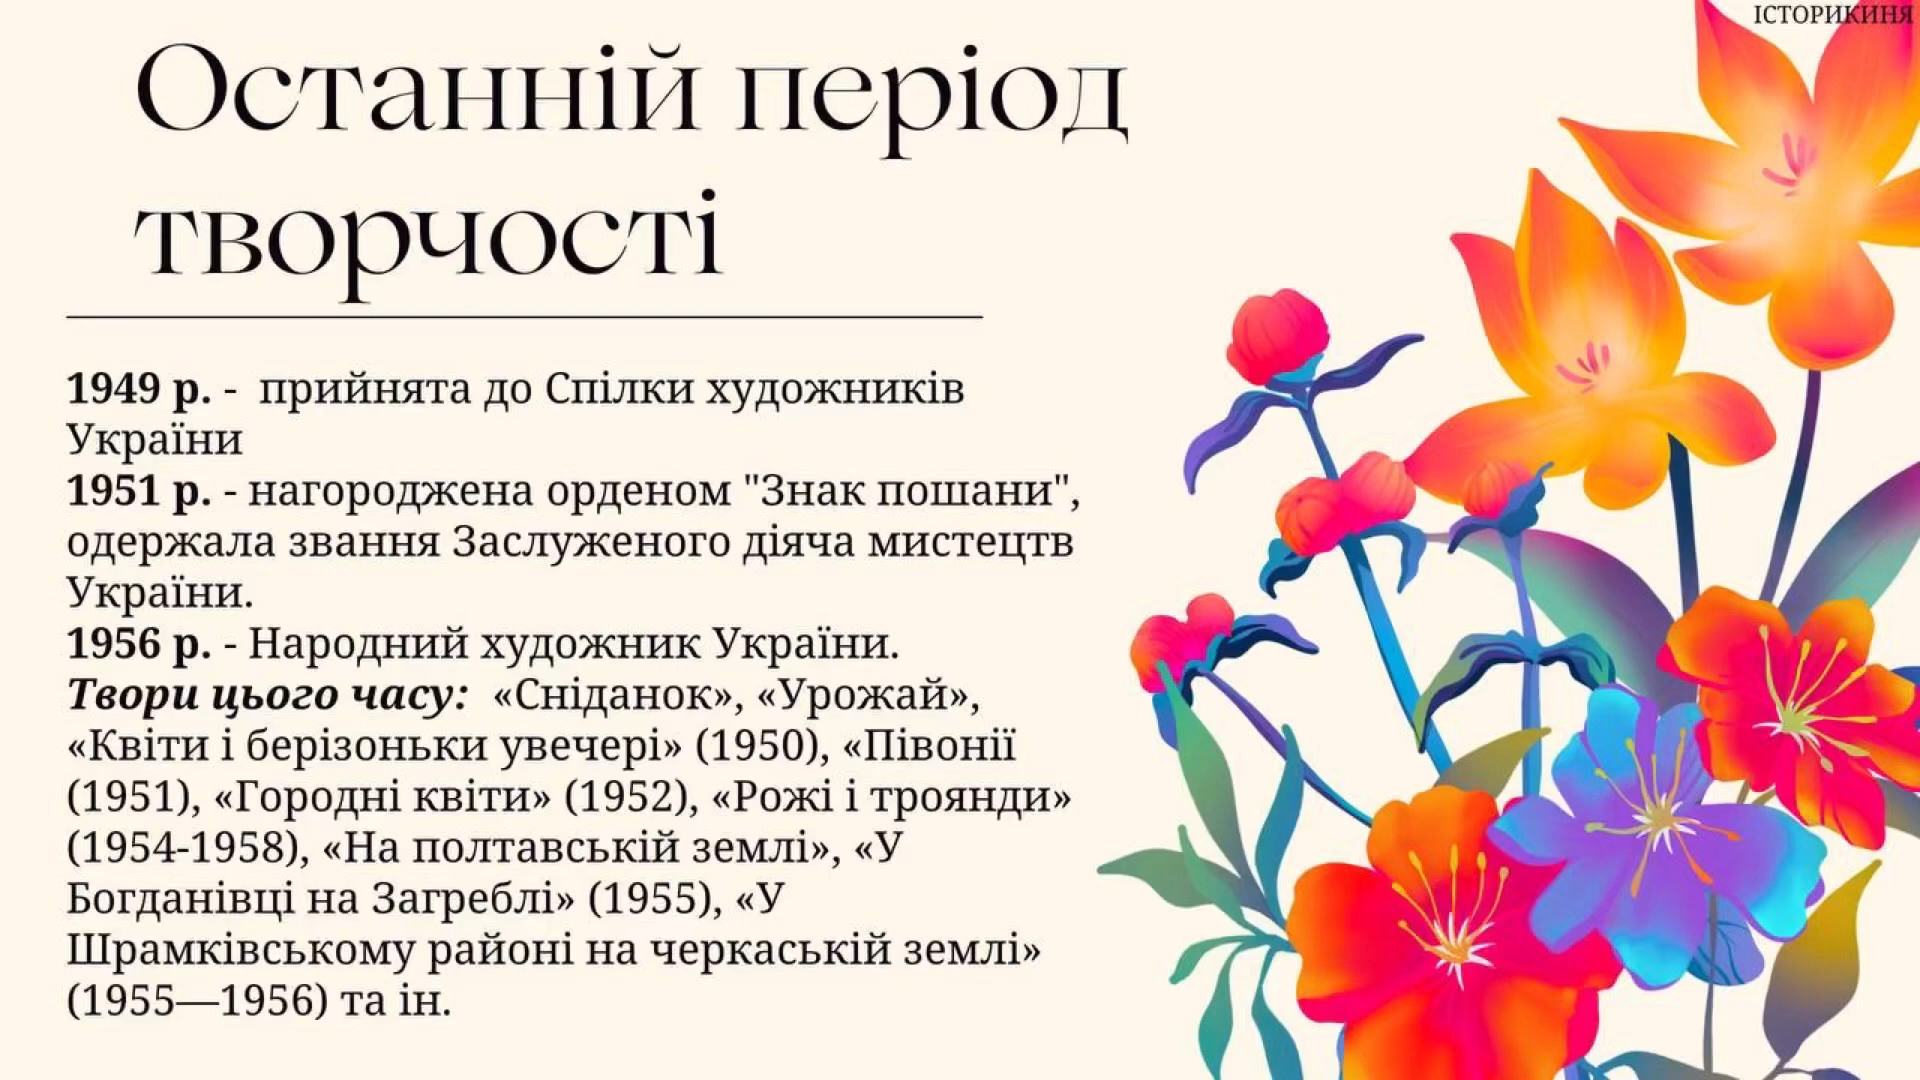 ІСТОРИКИНЯ
Останній період
творчості
1949 р. -  прийнята до Спілки художників
України
1951 р. - нагороджена орденом "Знак пошани",
одержала звання Заслуженого діяча мистецтв
України.
1956 р. - Народний художник України.
Твори цього часу:  «Сніданок», «Урожай»,
«Квіти і берізоньки увечері» (1950), «Півонії
(1951), «Городні квіти» (1952), «Рожі і троянди»
(1954-1958), «На полтавській землі», «У
Богданівці на Загреблі» (1955), «У
Шрамківському районі на черкаській землі»
(1955—1956) та ін.